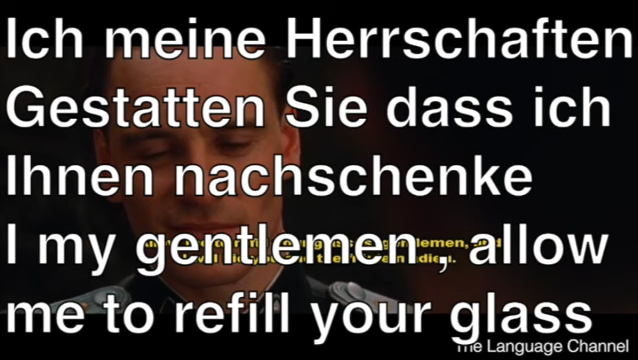 Ich meine Herrschaften
Gestatten Sie dass ich
Ihnen nachschenke
I my gentlemen , allow
me to refill your glass
The Language Channel